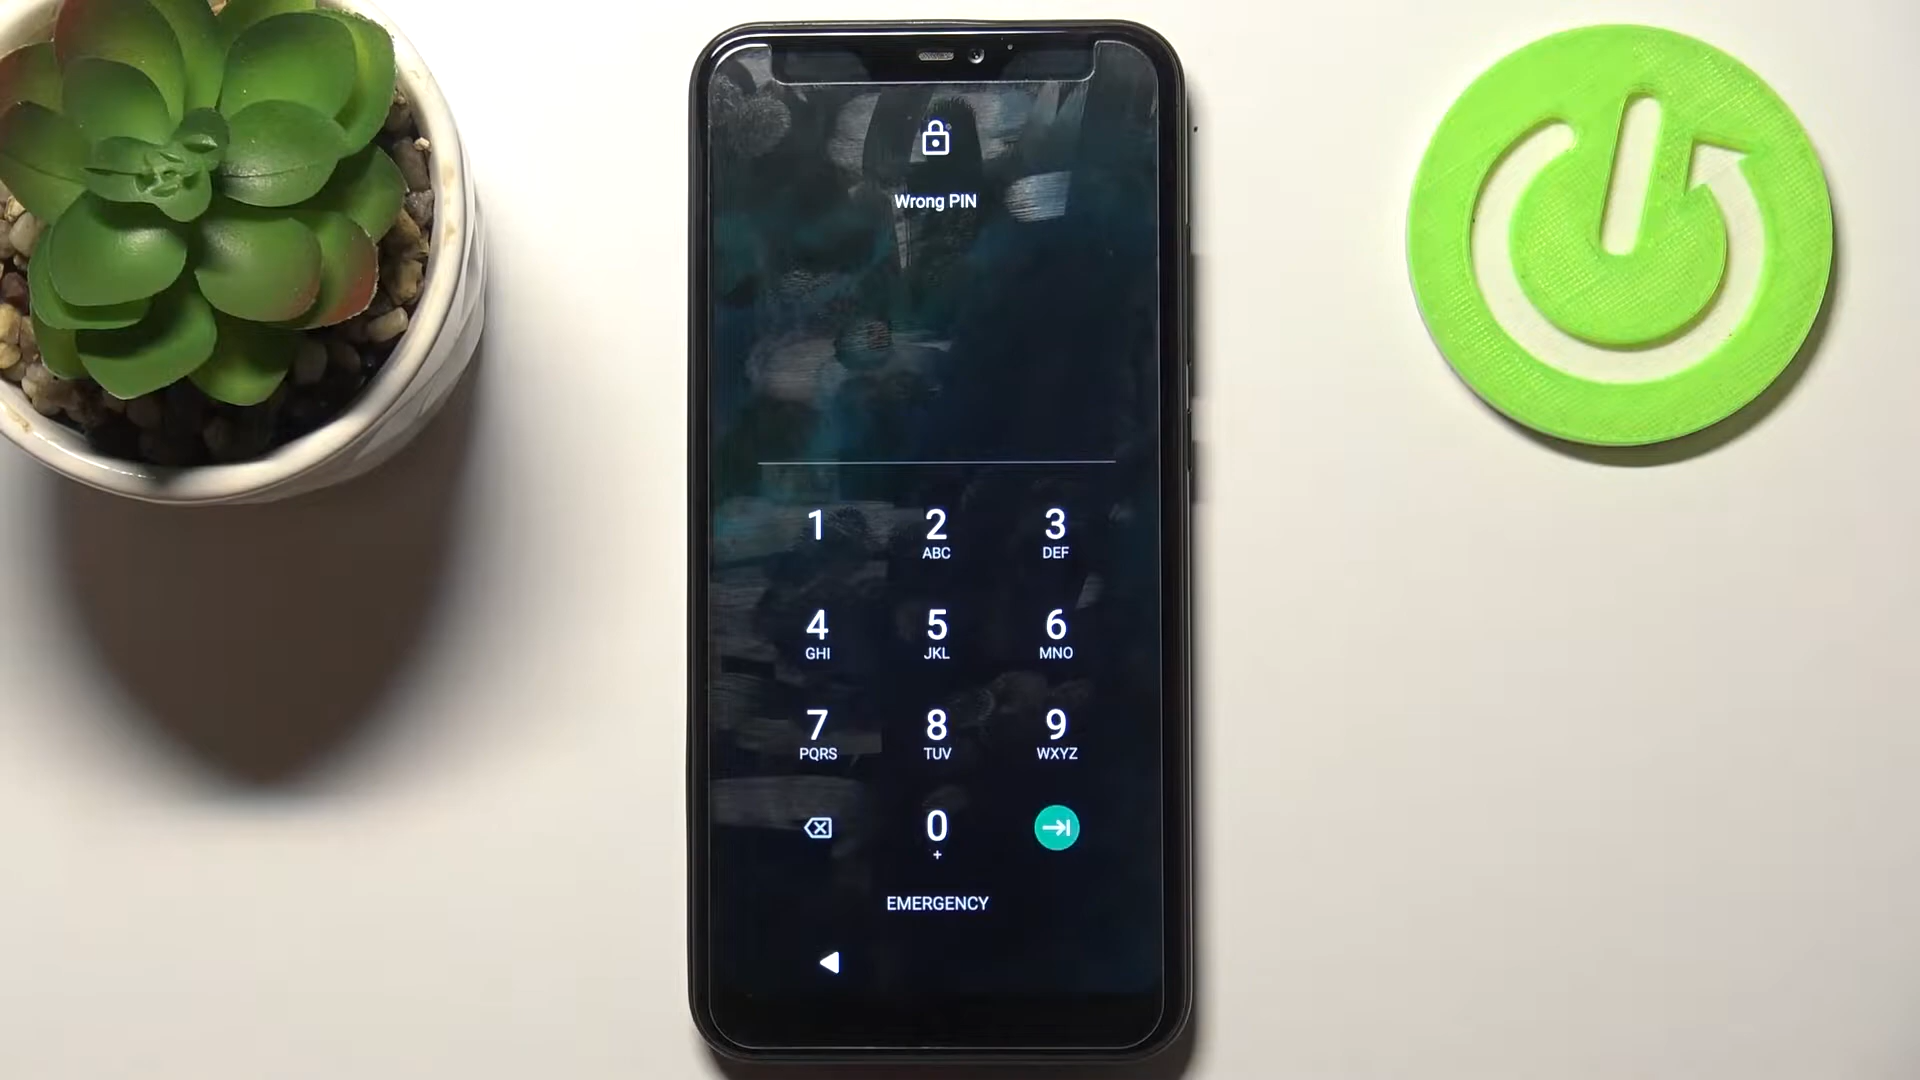 Wrong PIN
1 2 3
ABC DEF
4 5 6
GHI JKL MNO
7 8 9
PQRS TUV WXYZ
0
+
EMERGENCY